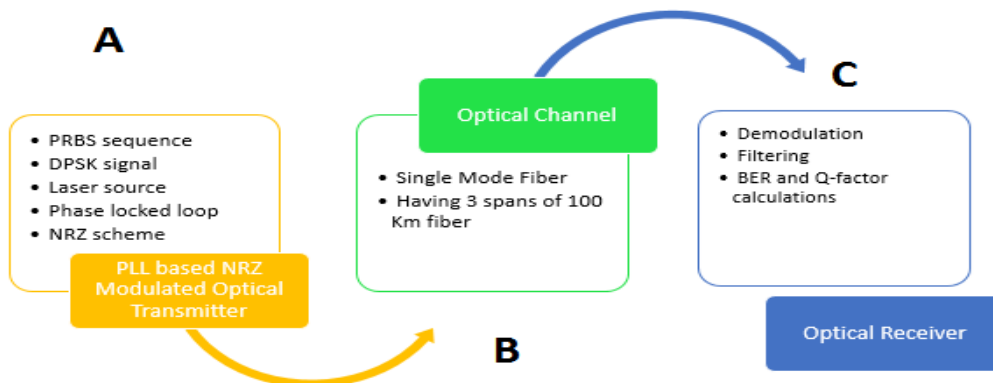 A
• PRBS sequence
• DPSK signal
• Laser source
• Phase locked loop
• NRZ scheme
PLL based NRZ
Modulated Optical
Transmitter
Optical Channel
• Single Mode Fiber
• Having 3 spans of 100
Km fiber
B
C
• Demodulation
• Filtering
• BER and Q-factor
calculations
Optical Receiver